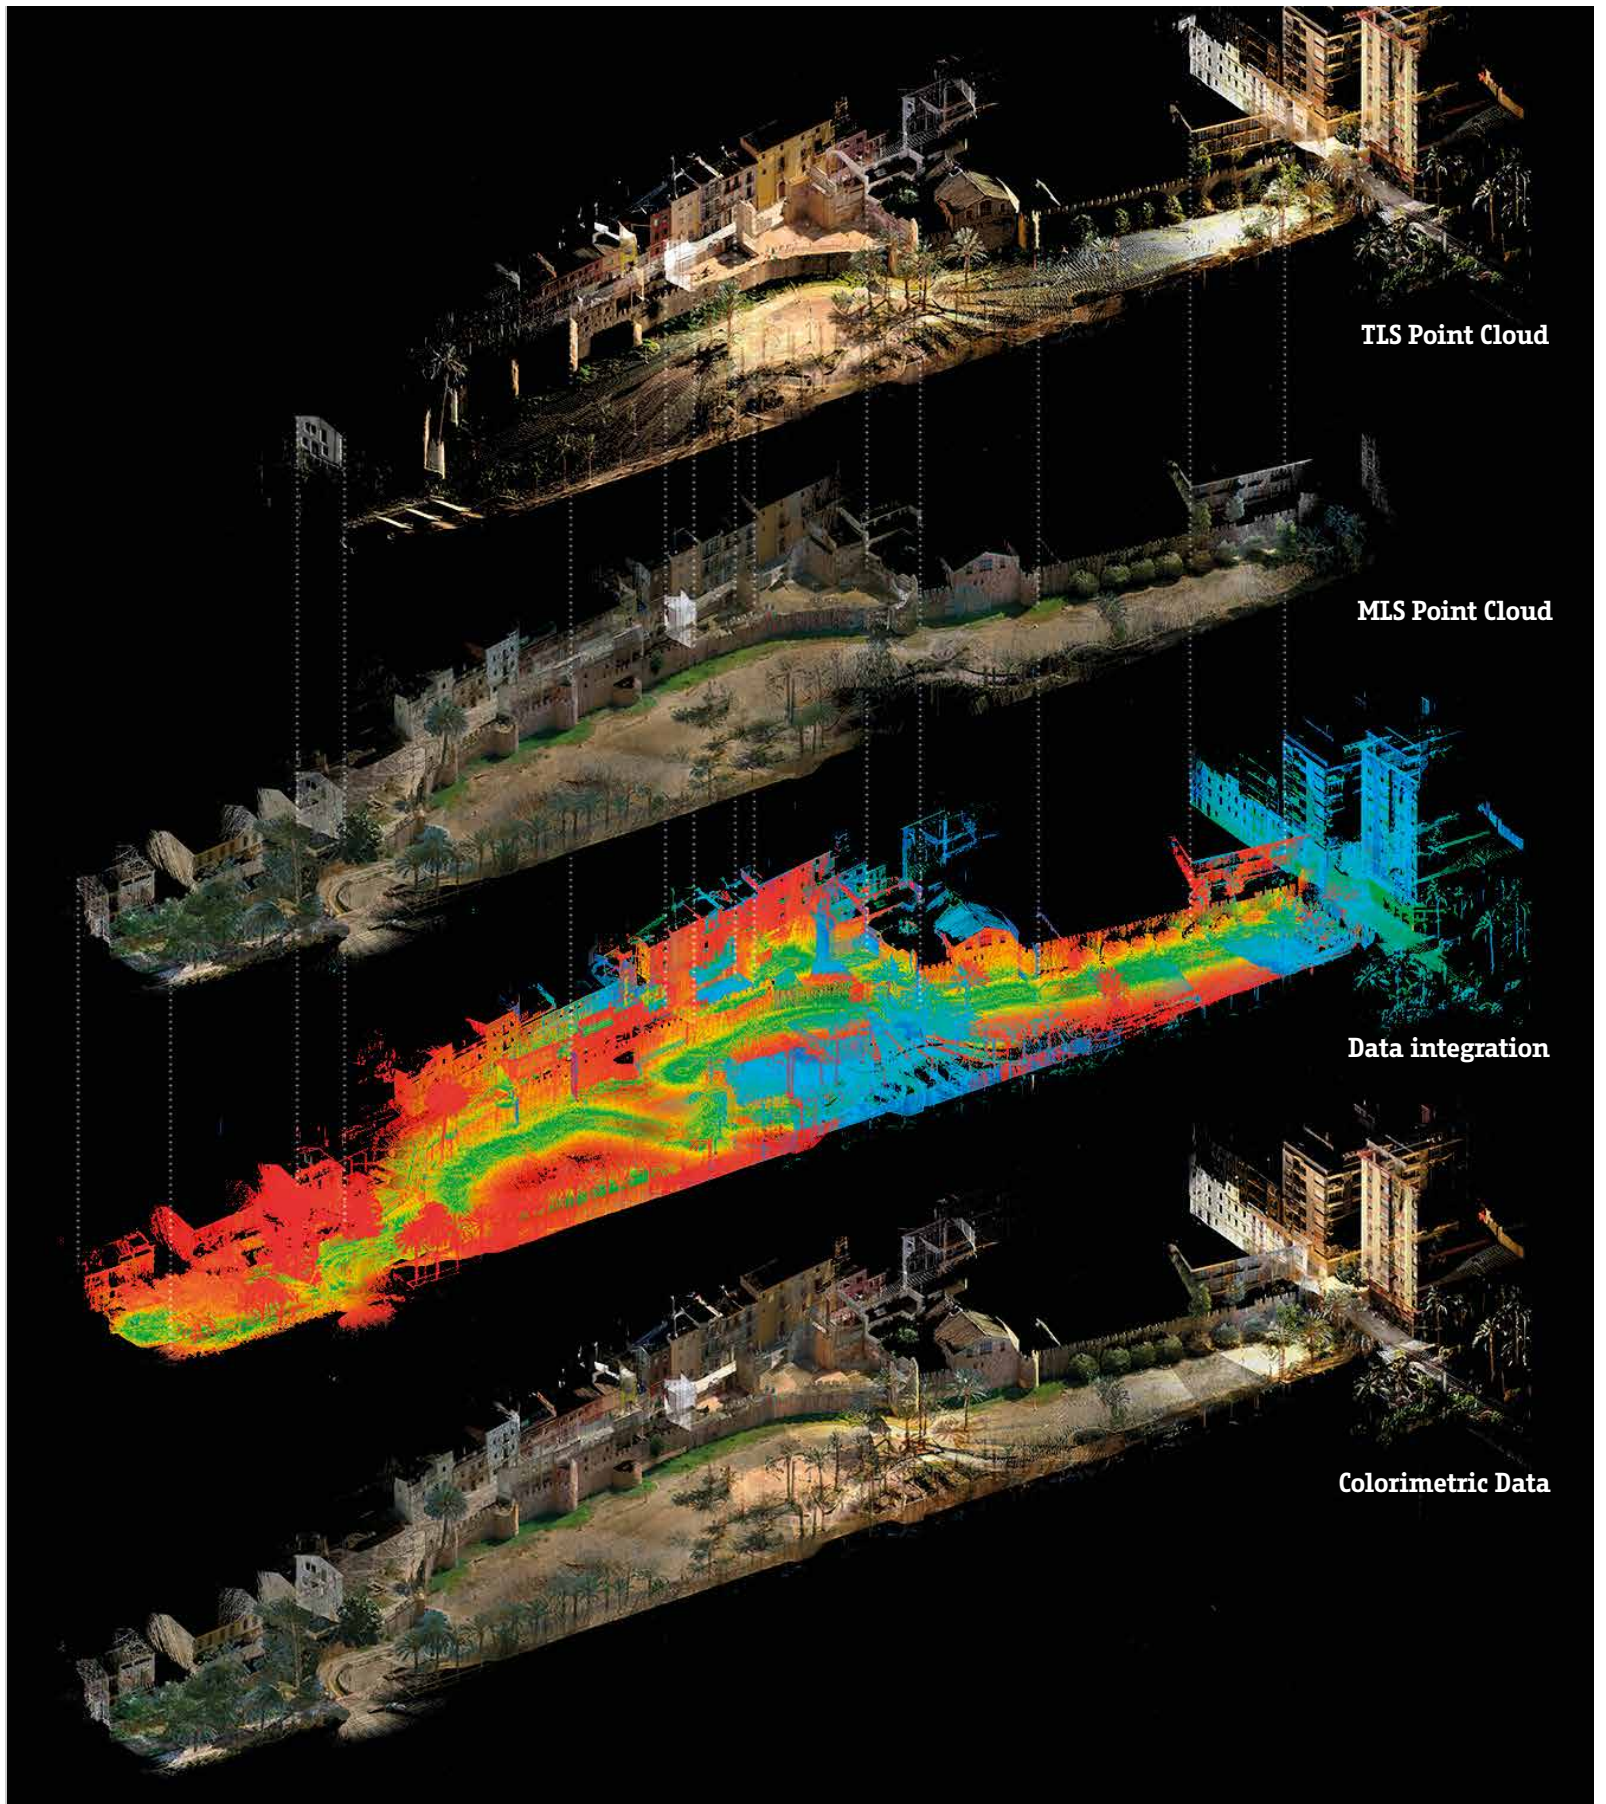 TLS Point Cloud
MLS Point Cloud
Data integration
Colorimetric Data